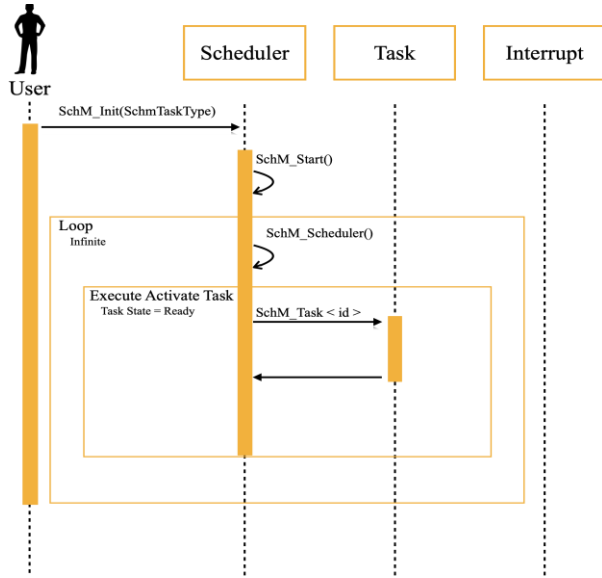 User
Scheduler
Task
Interrupt
SchM_Init(SchmTaskType)
SchM_Start()
Loop
Infinite
SchM_Scheduler()
Execute Activate Task
Task State = Ready
SchM_Task < id >